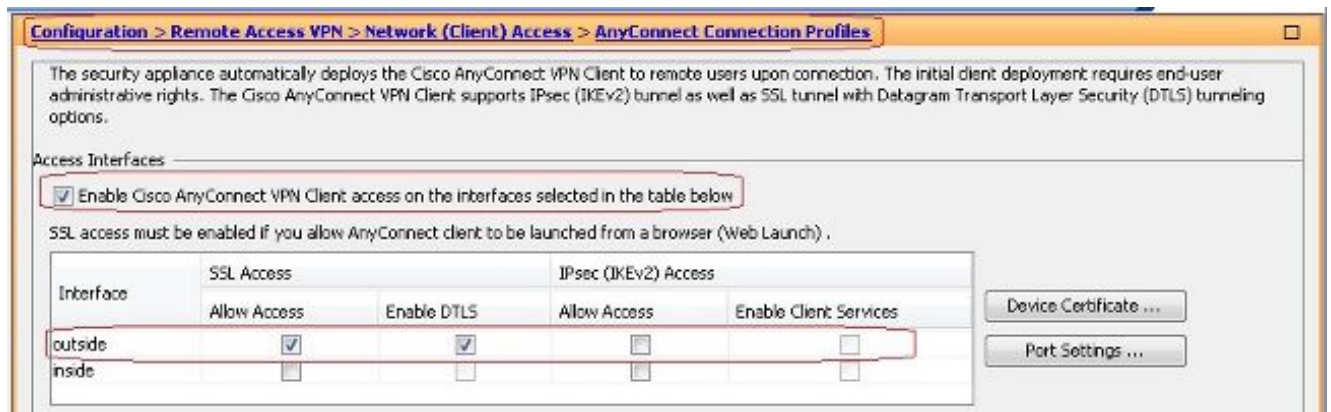 Configuration > Remote Access VPN > Network (Client) Access > AnyConnect Connection Profiles
The security appliance automatically deploys the Cisco AnyConnect VPN Client to remote users upon connection. The initial client deployment requires end-user
administrative rights. The Cisco AnyConnect VPN Client supports IPsec (IKEv2) tunnel as well as SSL tunnel with Datagram Transport Layer Security (DTLS) tunneling
options.
Access Interfaces
Enable Cisco AnyConnect VPN Client access on the interfaces selected in the table below
SSL access must be enabled if you allow AnyConnect client to be launched from a browser (Web Launch) .
Interface
SSL Access
IPsec (IKEv2) Access
Allow Access
Enable DTLS
Allow Access
Enable Client Services
outside
inside
Device Certificate ...
Port Settings ...